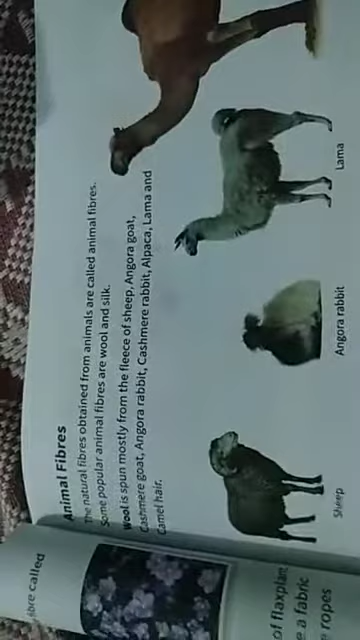 Animal Fibres
The natural fibres obtained from animals are called animal fibres.
Some popular animal fibres are wool and silk.
Wool is spun mostly from the fleece of sheep, Angora goat,
Cashmere goat, Angora rabbit, Cashmere rabbit, Alpaca, Lama and
Camel hair.
Sheep
Angora rabbit
Lama
called
of flaxplant
e a fabric
ropes